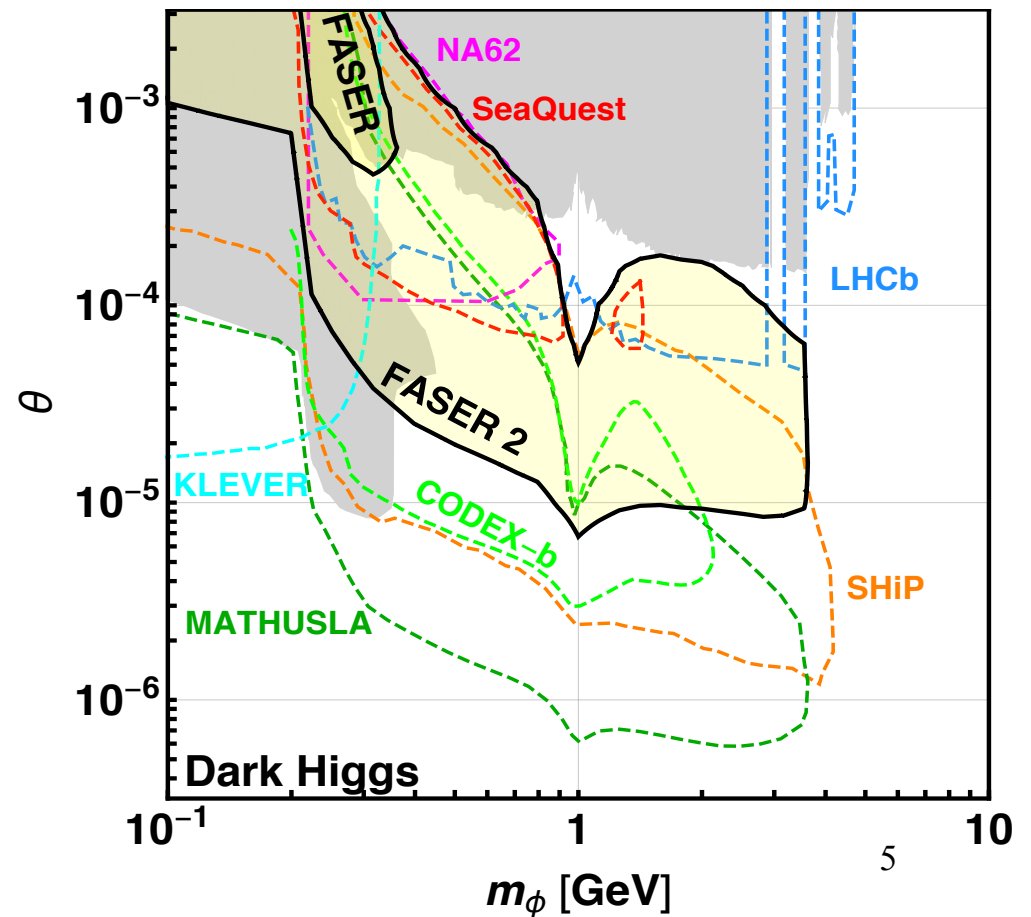 FASER
NA62
SeaQuest
10⁻³
LHCb
10⁻⁴
θ
FASER 2
KLEVER
10⁻⁵
CODEX-b
SHiP
MATHUSLA
10⁻⁶
Dark Higgs
10⁻¹
1
10
5
mϕ [GeV]